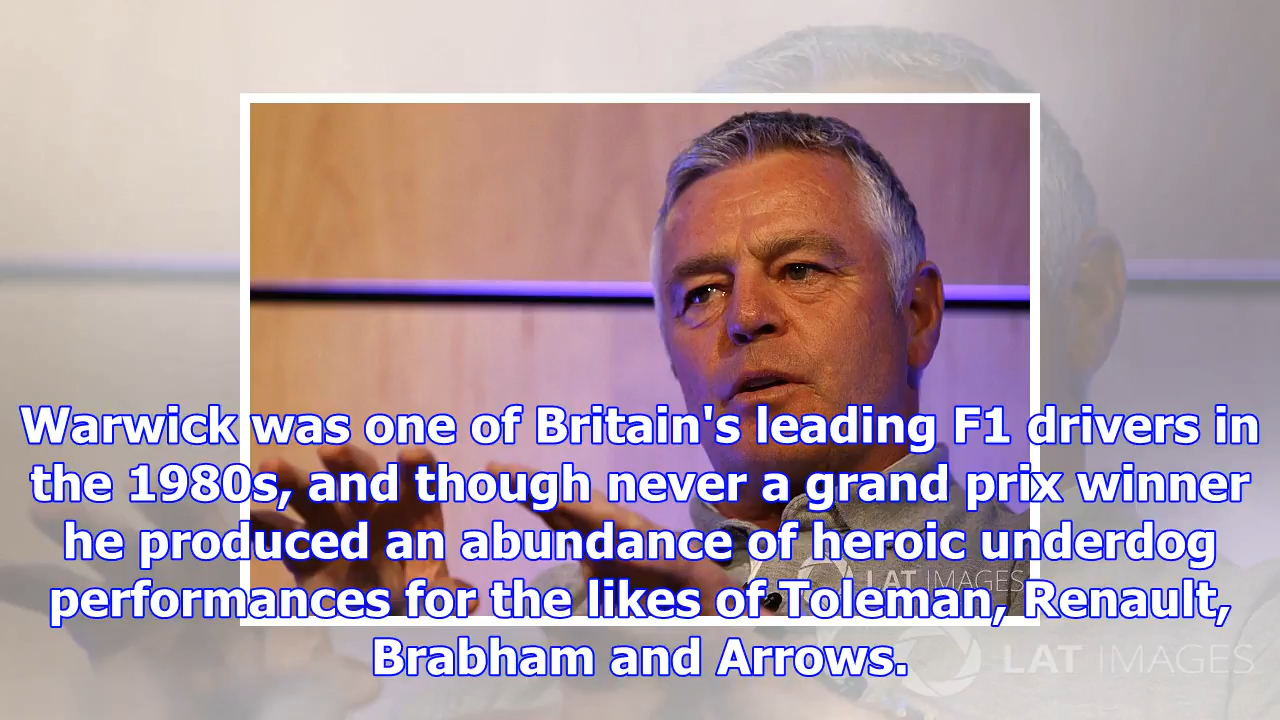 Warwick was one of Britain's leading F1 drivers in
the 1980s, and though never a grand prix winner
he produced an abundance of heroic underdog
performances for the likes of Toleman, Renault,
Brabham and Arrows.
LAT IMAGES
LAT IMAGES